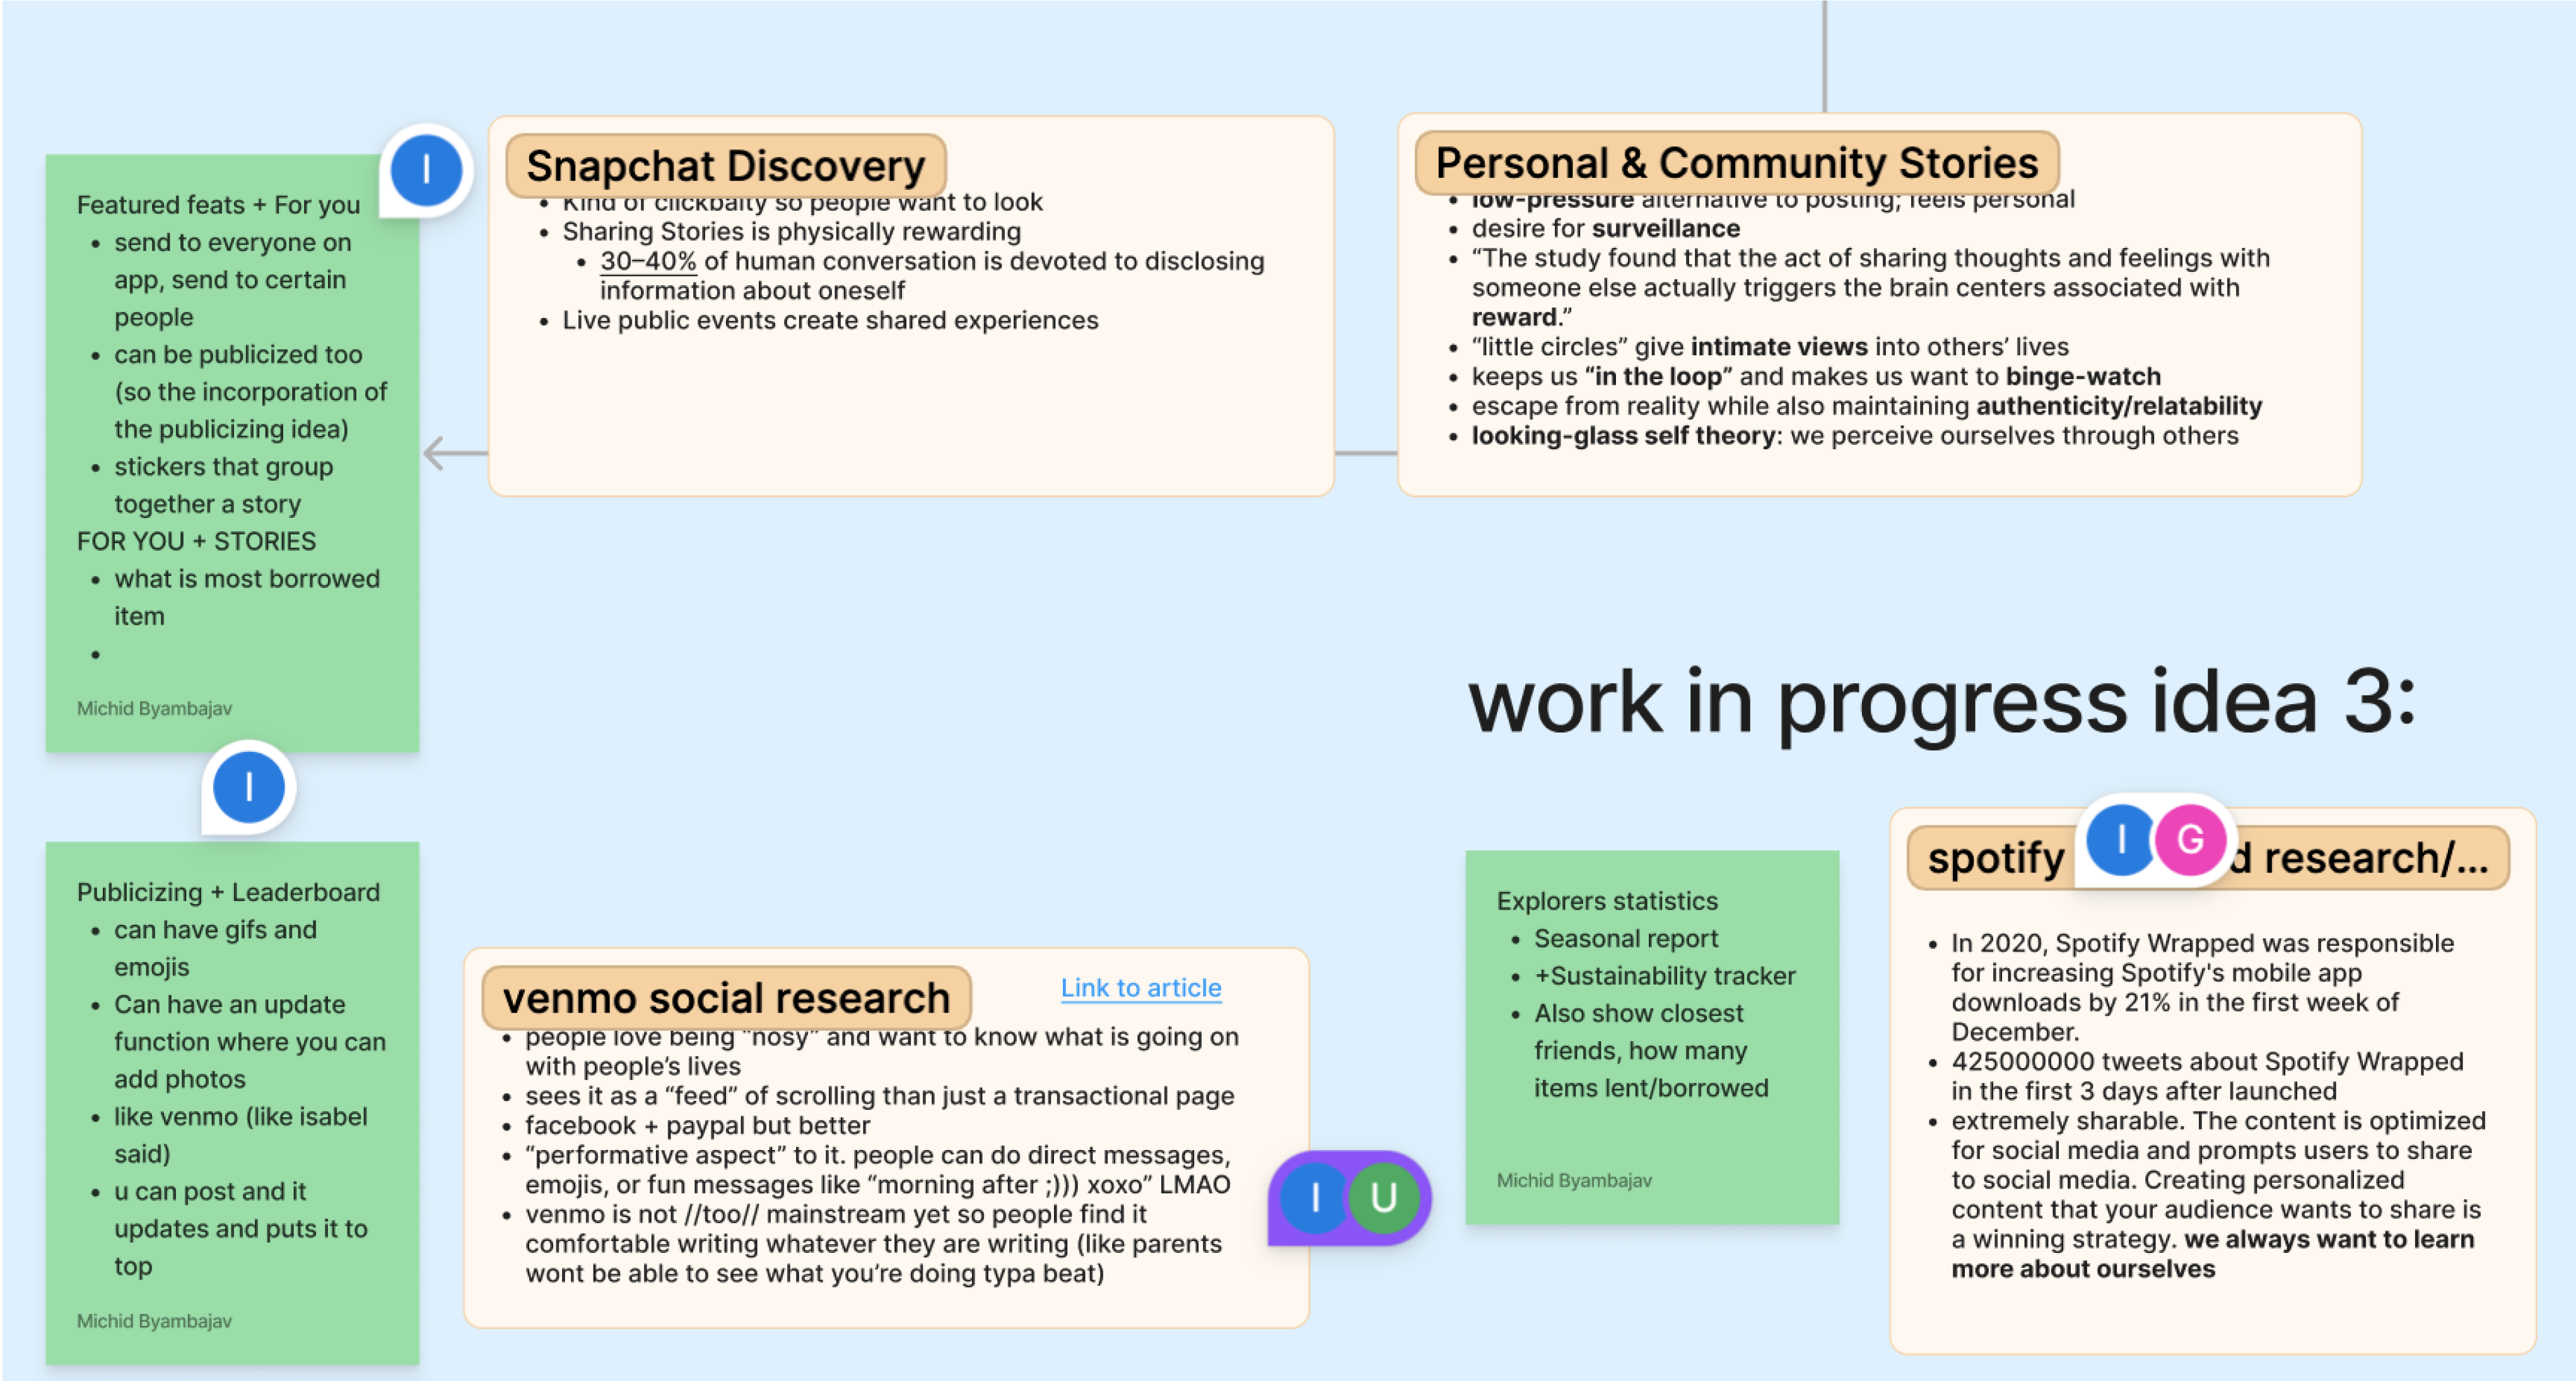 Featured feats + For you
• send to everyone on
app, send to certain
people
• can be publicized too
(so the incorporation of
the publicizing idea)
• stickers that group
together a story
FOR YOU + STORIES
• what is most borrowed
item
•
Michid Byambajav
I
Snapchat Discovery
• Kind of clickbaity so people want to look
• Sharing Stories is physically rewarding
• 30–40% of human conversation is devoted to disclosing
information about oneself
• Live public events create shared experiences
Personal & Community Stories
• low-pressure alternative to posting; feels personal
• desire for surveillance
• “The study found that the act of sharing thoughts and feelings with
someone else actually triggers the brain centers associated with
reward.”
• “little circles” give intimate views into others’ lives
• keeps us “in the loop” and makes us want to binge-watch
• escape from reality while also maintaining authenticity/relatability
• looking-glass self theory: we perceive ourselves through others
I
Publicizing + Leaderboard
• can have gifs and
emojis
• Can have an update
function where you can
add photos
• like venmo (like isabel
said)
• u can post and it
updates and puts it to
top
Michid Byambajav
venmo social research
Link to article
• people love being “nosy” and want to know what is going on
with people’s lives
• sees it as a “feed” of scrolling than just a transactional page
• facebook + paypal but better
• “performative aspect” to it. people can do direct messages,
emojis, or fun messages like “morning after ;))) xoxo” LMAO
• venmo is not //too// mainstream yet so people find it
comfortable writing whatever they are writing (like parents
wont be able to see what you’re doing typa beat)
I U
work in progress idea 3:
Explorers statistics
• Seasonal report
• +Sustainability tracker
• Also show closest
friends, how many
items lent/borrowed
Michid Byambajav
I G
spotify d research/...
• In 2020, Spotify Wrapped was responsible
for increasing Spotify's mobile app
downloads by 21% in the first week of
December.
• 425000000 tweets about Spotify Wrapped
in the first 3 days after launched
• extremely sharable. The content is optimized
for social media and prompts users to share
to social media. Creating personalized
content that your audience wants to share is
a winning strategy. we always want to learn
more about ourselves